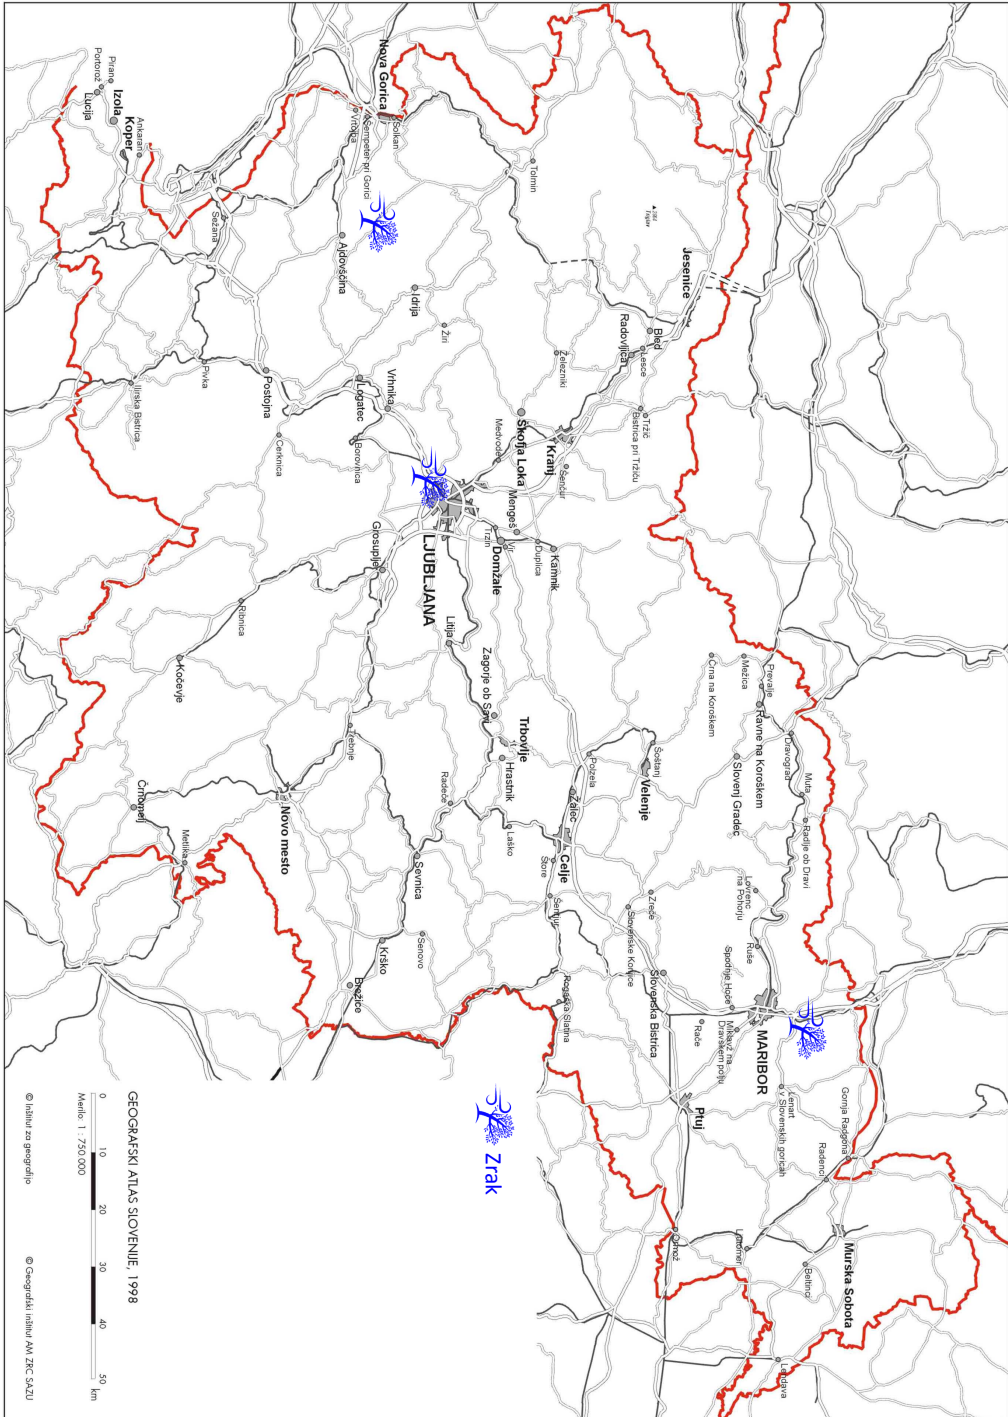 Nova Gorica
Solkan
Šempeter pri Gorici
Vrtojba
Piran
Portorož
Lucija
Izola
Koper
Ankaran
Sežana
Ajdovščina
Tolmin
Triglav
Jesenice
Idrija
Žiri
Bled
Lesce
Radovljica
Železniki
Tržič
Bistrica pri Tržiču
Pivka
Postojna
Ilirska Bistrica
Logatec
Vrhnika
Borovnica
Cerknica
Škofja Loka
Medvode
Kranj
Šenčur
Mengeš
Trzin
Domžale
Vir
Duplica
Kamnik
LJUBLJANA
Grosuplje
Ribnica
Kočevje
Litija
Zagorje ob Savi
Trbovlje
Hrastnik
Trebnje
Radeče
Črna na Koroškem
Mežica
Prevalje
Ravne na Koroškem
Dravograd
Slovenj Gradec
Muta
Radlje ob Dravi
Šoštanj
Velenje
Polzela
Žalec
Celje
Štore
Laško
Šentjur
Novo mesto
Črnomelj
Metlika
Sevnica
Senovo
Krško
Brežice
Lovrenc
na Pohorju
Ruše
Zreče
Slovenske Konjice
Slovenska Bistrica
Rogaška Slatina
Spodnje Hoče
MARIBOR
Miklavž na
Dravskem polju
Rače
Lenart
v Slovenskih goricah
Gornja Radgona
Radenci
Ptuj
Murska Sobota
Ljutomer
Beltinci
Ormož
Lendava
Zrak
GEOGRAFSKI ATLAS SLOVENIJE, 1998
0 10 20 30 40 50 km
Merilo 1 : 750 000
© Inštitut za geografijo
© Geografski inštitut AM ZRC SAZU